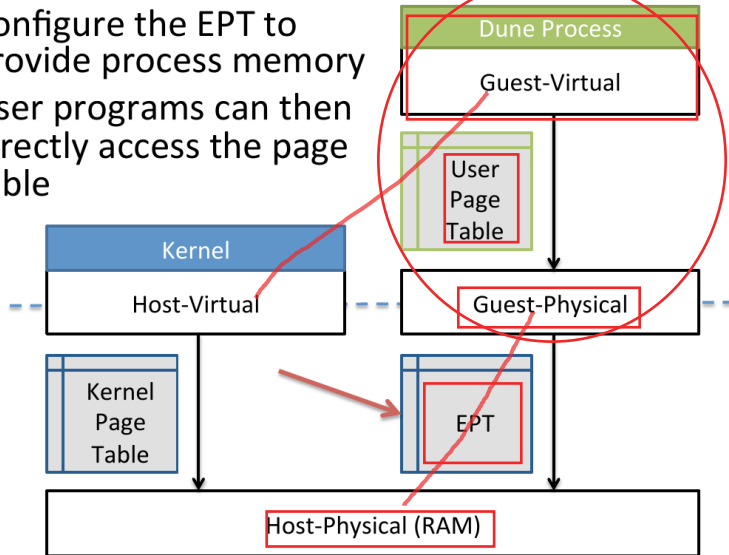 onfigure the EPT to
rovide process memory
ser programs can then
rectly access the page
ble
Dune Process
Guest-Virtual
User
Page
Table
Kernel
Host-Virtual
Guest-Physical
Kernel
Page
Table
EPT
Host-Physical (RAM)